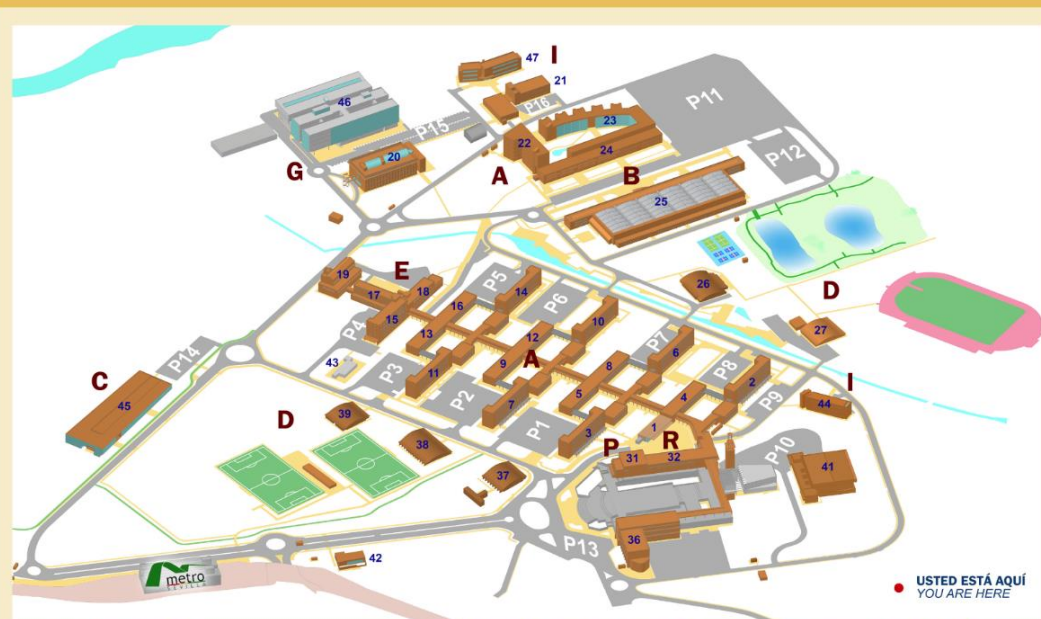 47
I
21
46
P16
P11
P15
23
22
24
20
P12
G
A
B
25
19
E
26
D
17
18
P5
14
16
P6
15
10
27
P4
13
12
P7
P14
43
9
A
6
P3
8
P8
2
C
11
45
P2
5
4
P9
I
44
7
D
39
P1
3
1
P
R
38
31
32
P10
41
37
36
P13
42
metro
SEVILLA
USTED ESTÁ AQUÍ
YOU ARE HERE